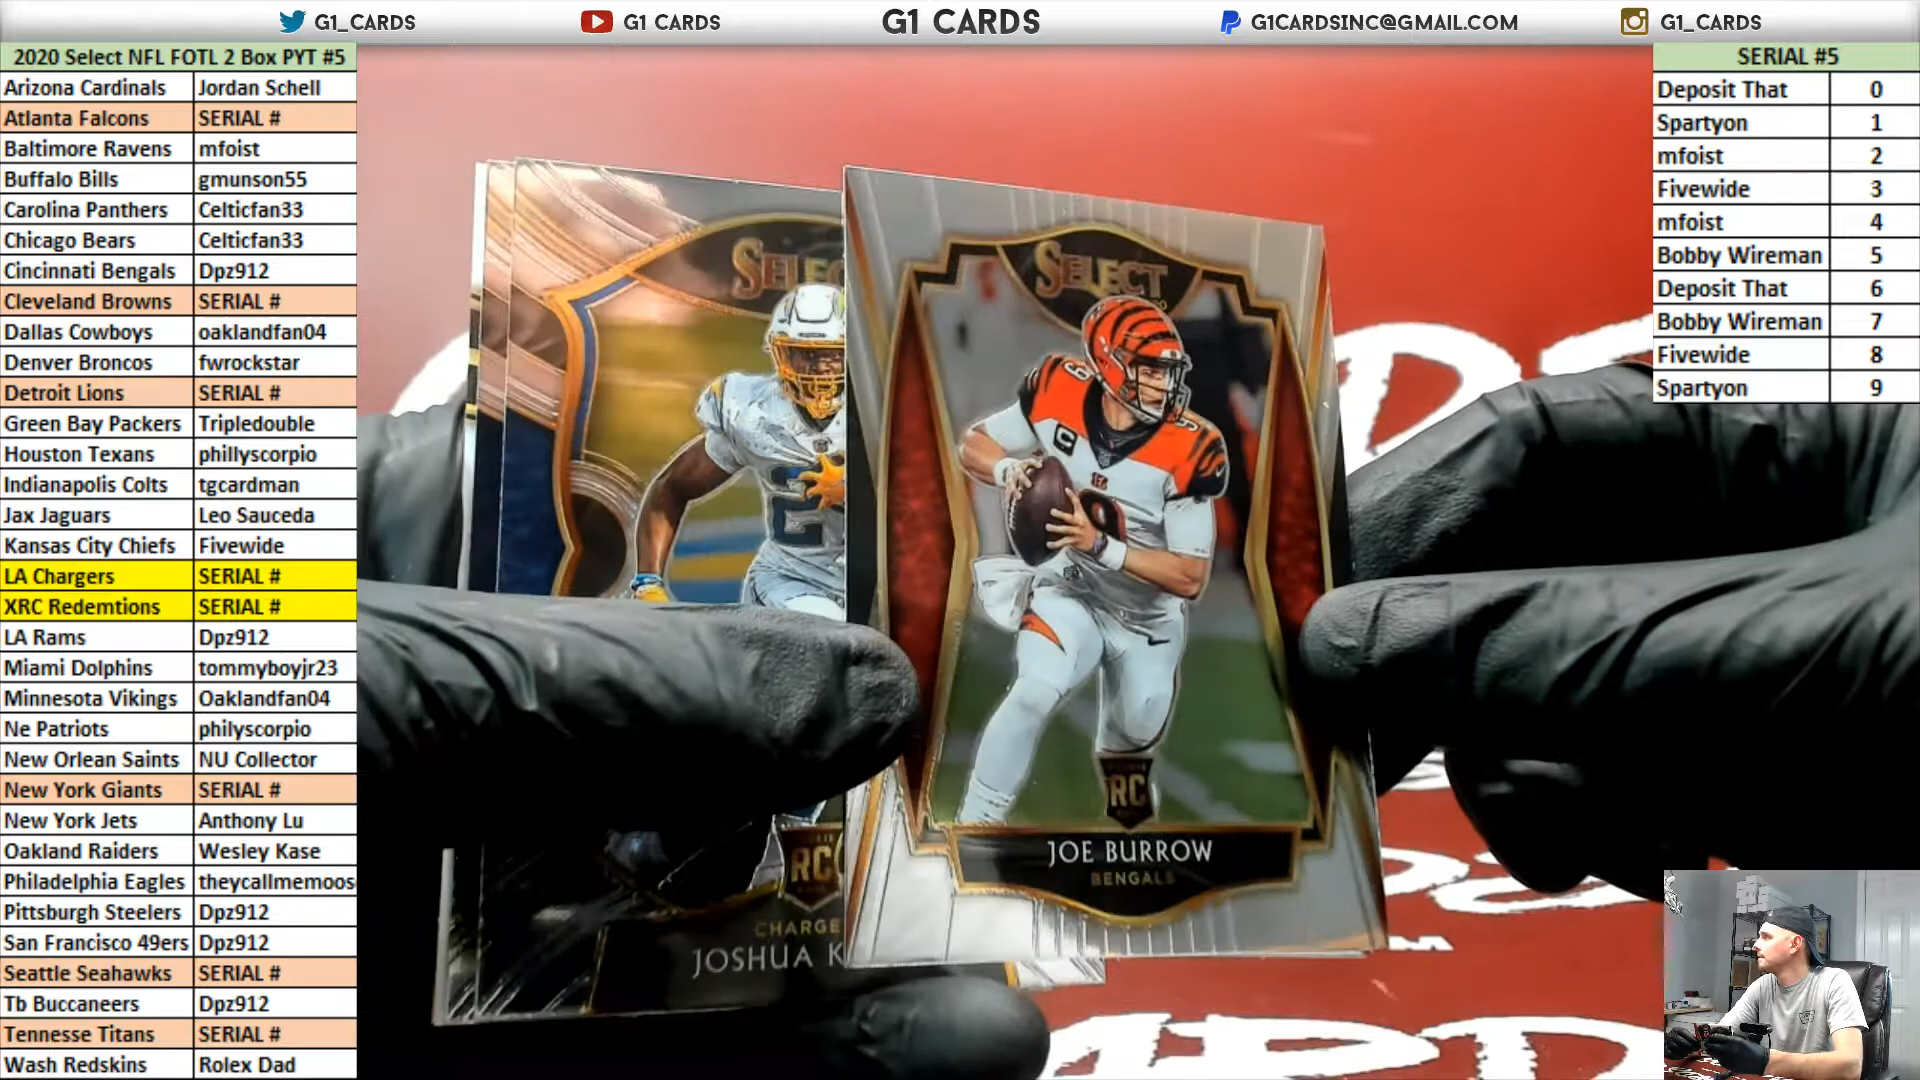 G1_CARDS
G1 CARDS
G1 CARDS
G1CARDSINC@GMAIL.COM
G1_CARDS
2020 Select NFL FOTL 2 Box PYT #5
Arizona Cardinals Jordan Schell
Atlanta Falcons SERIAL #
Baltimore Ravens mfoist
Buffalo Bills gmunson55
Carolina Panthers Celticfan33
Chicago Bears Celticfan33
Cincinnati Bengals Dpz912
Cleveland Browns SERIAL #
Dallas Cowboys oaklandfan04
Denver Broncos fwrockstar
Detroit Lions SERIAL #
Green Bay Packers Tripledouble
Houston Texans phillyscorpio
Indianapolis Colts tgcardman
Jax Jaguars Leo Sauceda
Kansas City Chiefs Fivewide
LA Chargers SERIAL #
XRC Redemtions SERIAL #
LA Rams Dpz912
Miami Dolphins tommyboyjr23
Minnesota Vikings Oaklandfan04
Ne Patriots philyscorpio
New Orlean Saints NU Collector
New York Giants SERIAL #
New York Jets Anthony Lu
Oakland Raiders Wesley Kase
Philadelphia Eagles theycallmemoos
Pittsburgh Steelers Dpz912
San Francisco 49ers Dpz912
Seattle Seahawks SERIAL #
Tb Buccaneers Dpz912
Tennesse Titans SERIAL #
Wash Redskins Rolex Dad
SERIAL #5
Deposit That 0
Spartyon 1
mfoist 2
Fivewide 3
mfoist 4
Bobby Wireman 5
Deposit That 6
Bobby Wireman 7
Fivewide 8
Spartyon 9
SELEC
RC
CHARGE
JOSHUA K
SELECT
9
C
9
RC
JOE BURROW
BENGALS